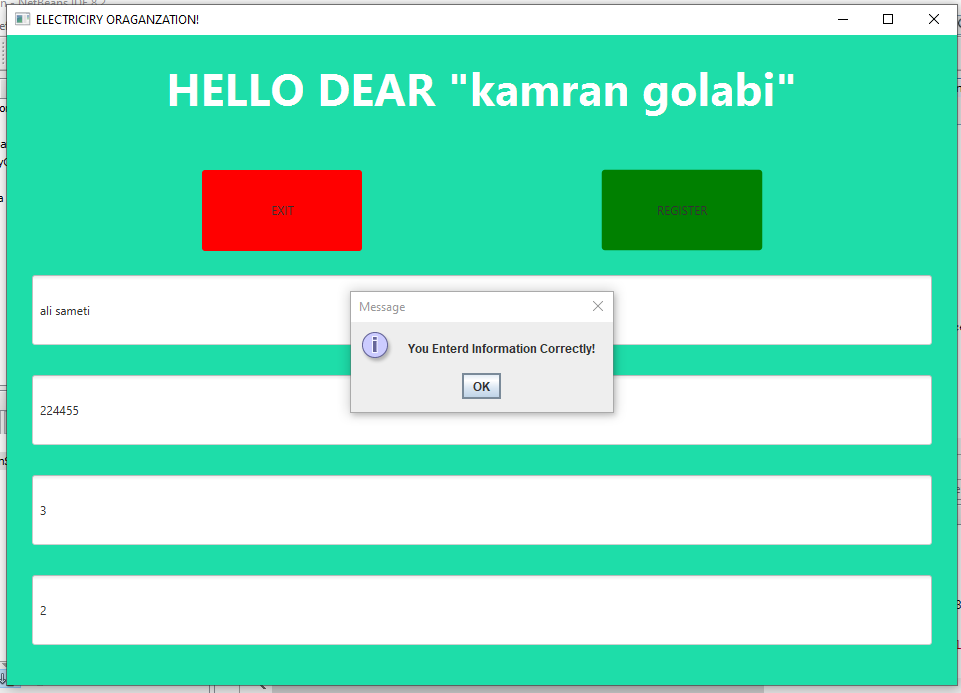 ELECTRICIRY ORAGANZATION!
HELLO DEAR "kamran golabi"
EXIT
REGISTER
ali sameti
Message
You Enterd Information Correctly!
OK
224455
3
2